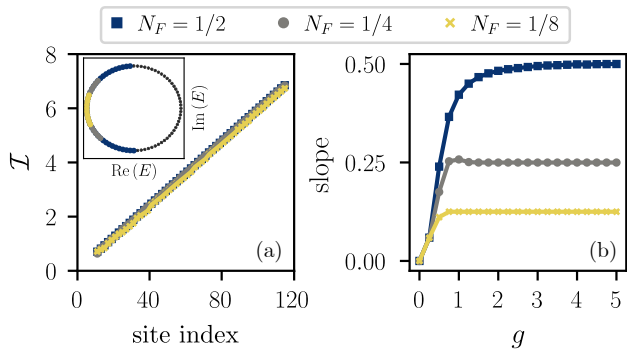 N_F = 1/2 N_F = 1/4 N_F = 1/8
8
6
4
2
0
ℐ
Re (E)
Im (E)
(a)
0 40 80 120
site index
0.50
0.25
0.00
slope
(b)
0 1 2 3 4 5
g